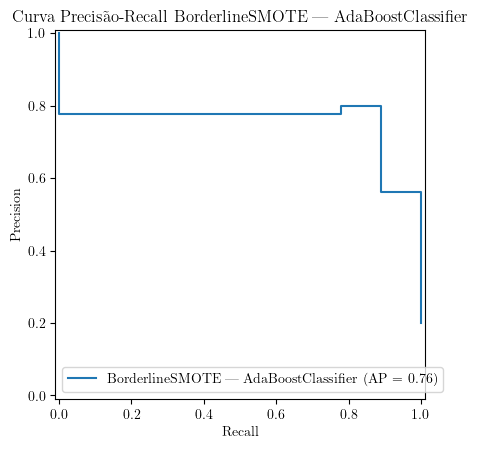 Curva Precisão-Recall BorderlineSMOTE — AdaBoostClassifier
1.0
0.8
0.6
0.4
0.2
0.0
Precision
BorderlineSMOTE — AdaBoostClassifier (AP = 0.76)
0.0 0.2 0.4 0.6 0.8 1.0
Recall